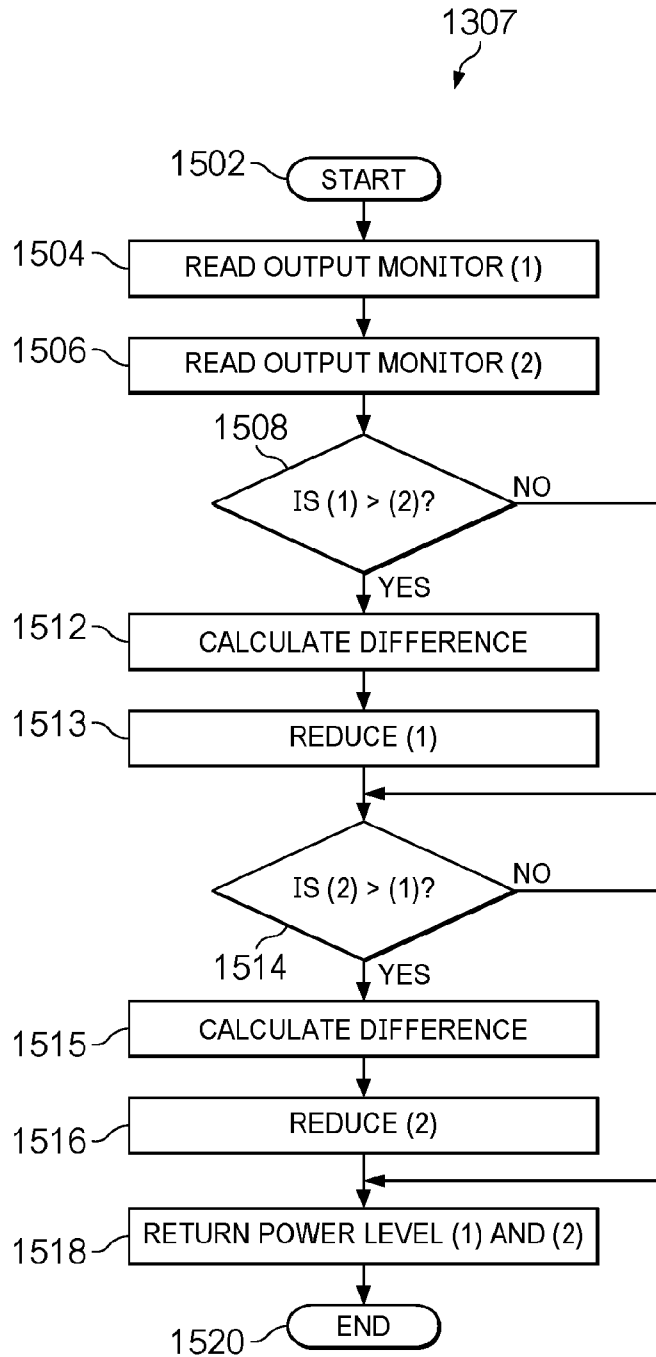 1307
1502
START
1504
READ OUTPUT MONITOR (1)
1506
READ OUTPUT MONITOR (2)
1508
IS (1) > (2)?
NO
YES
1512
CALCULATE DIFFERENCE
1513
REDUCE (1)
IS (2) > (1)?
NO
1514
YES
1515
CALCULATE DIFFERENCE
1516
REDUCE (2)
1518
RETURN POWER LEVEL (1) AND (2)
1520
END